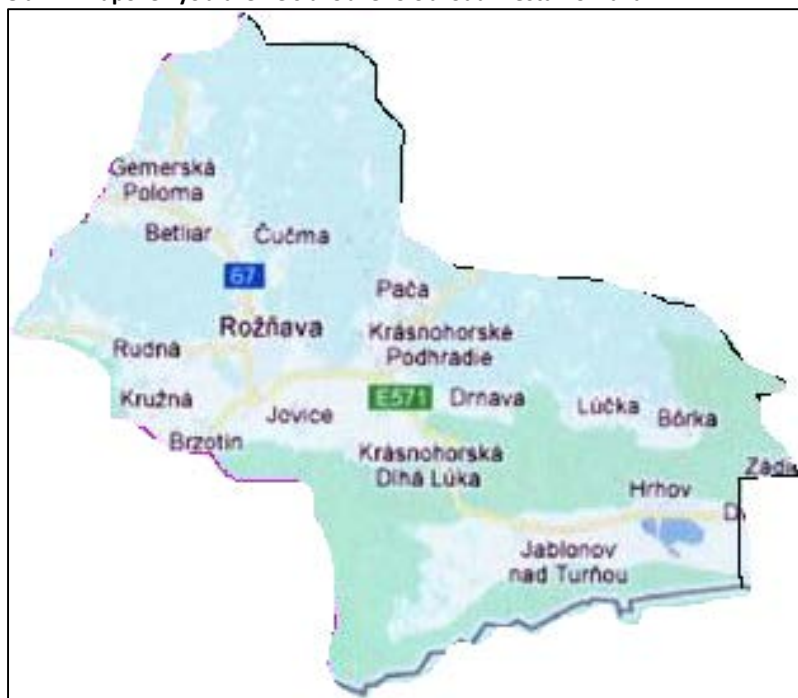 Gemerská
Poloma
Betliar
Čučma
67
Pača
Rožňava
Krásnohorské
Podhradie
Rudná
Kružná
E571
Drnava
Lúčka
Bôrka
Jovice
Brzotín
Krásnohorská
Dlhá Lúka
Hrhov
Jablonov
nad Turňou